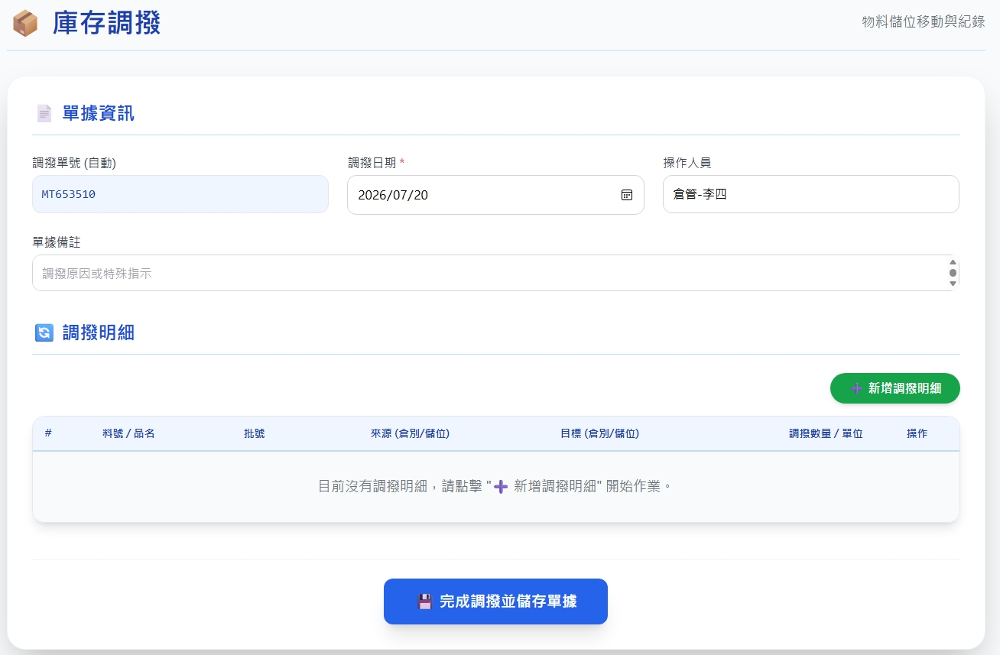 📦 庫存調撥 物料儲位移動與紀錄
📄 單據資訊
調撥單號 (自動) 調撥日期 * 操作人員
MT653510 2026/07/20 倉管-李四
單據備註
調撥原因或特殊指示
🔄 調撥明細
➕ 新增調撥明細
# 料號 / 品名 批號 來源 (倉別/儲位) 目標 (倉別/儲位) 調撥數量 / 單位 操作
目前沒有調撥明細，請點擊 "➕ 新增調撥明細" 開始作業。
💾 完成調撥並儲存單據